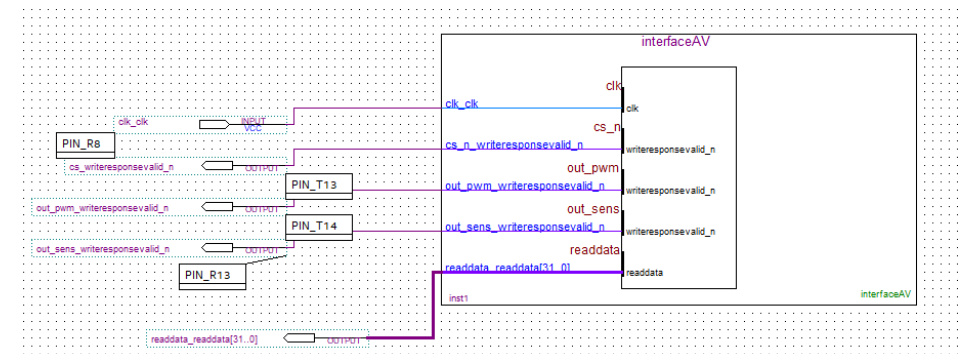 interfaceAV
clk
clk_clk
clk_clk
INPUT
VCC
clk
PIN_R8
cs_n
cs_n_writeresponsevalid_n
cs_writeresponsevalid_n
OUTPUT
writeresponsevalid_n
out_pwm
PIN_T13
out_pwm_writeresponsevalid_n
out_pwm_writeresponsevalid_n
OUTPUT
writeresponsevalid_n
out_sens
PIN_T14
out_sens_writeresponsevalid_n
out_sens_writeresponsevalid_n
OUTPUT
writeresponsevalid_n
readdata
PIN_R13
readdata_readdata[31..0]
readdata
inst1
interfaceAV
readdata_readdata[31..0]
OUTPUT